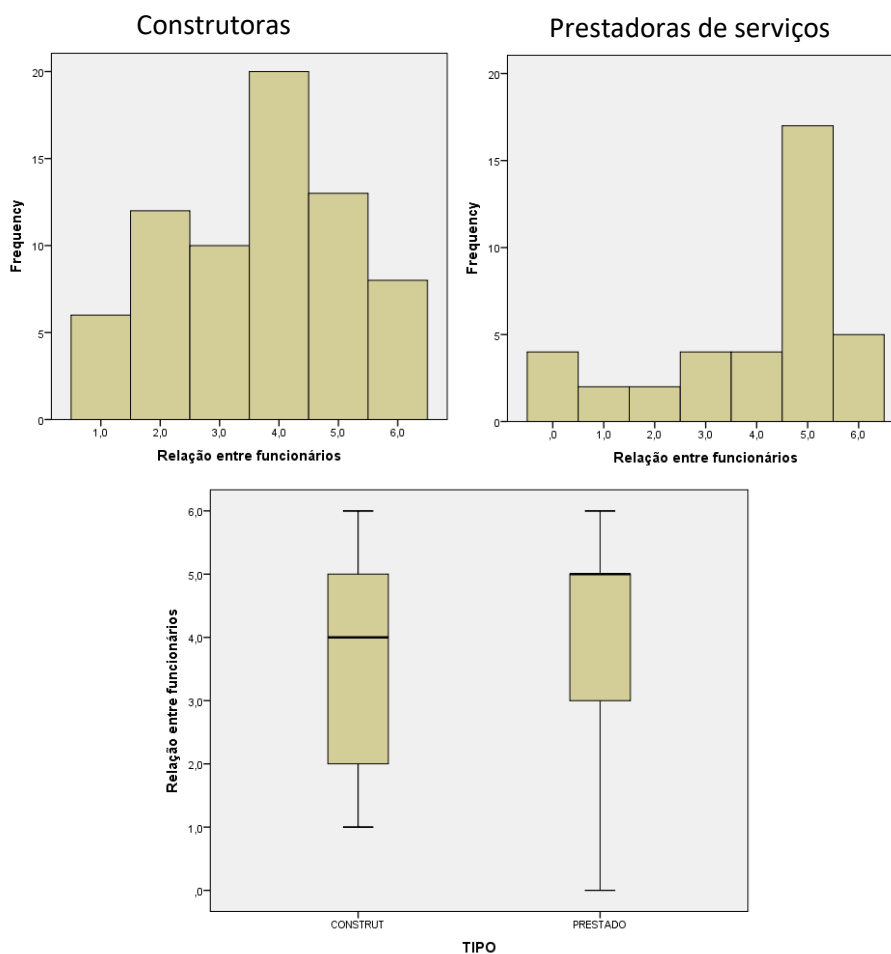 Construtoras
Prestadoras de serviços
20
15
10
5
0
Frequency
1,0 2,0 3,0 4,0 5,0 6,0
Relação entre funcionários
20
15
10
5
0
Frequency
,0 1,0 2,0 3,0 4,0 5,0 6,0
Relação entre funcionários
6,0
5,0
4,0
3,0
2,0
1,0
,0
Relação entre funcionários
CONSTRUT PRESTADO
TIPO